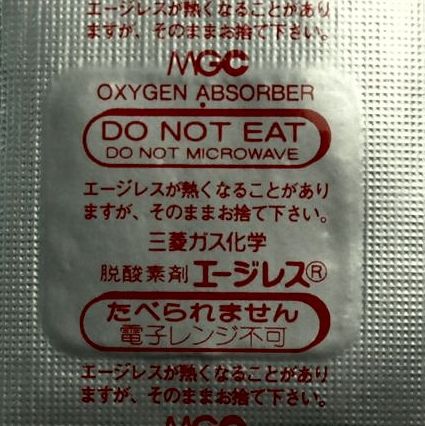 エージレスが熱くなることがあり
ますが、そのままお捨て下さい。
MGC
OXYGEN ABSORBER
DO NOT EAT
DO NOT MICROWAVE
エージレスが熱くなることがあり
ますが、そのままお捨て下さい。
三菱ガス化学
脱酸素剤 エージレス®
たべられません
電子レンジ不可
エージレスが熱くなることがあり
ますが、そのままお捨て下さい。
MGC